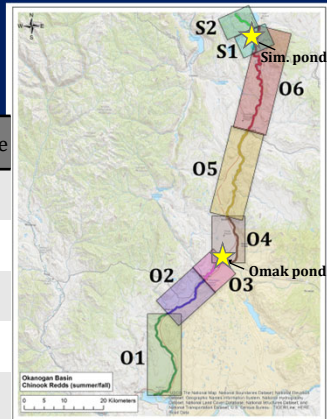 N
W
E
S
S2
S1
Sim. pond
O6
e
O5
O4
Omak pond
O3
O2
O1
Okanogan Basin
Chinook Redds (summer/fall)
0 5 10 20 Kilometers